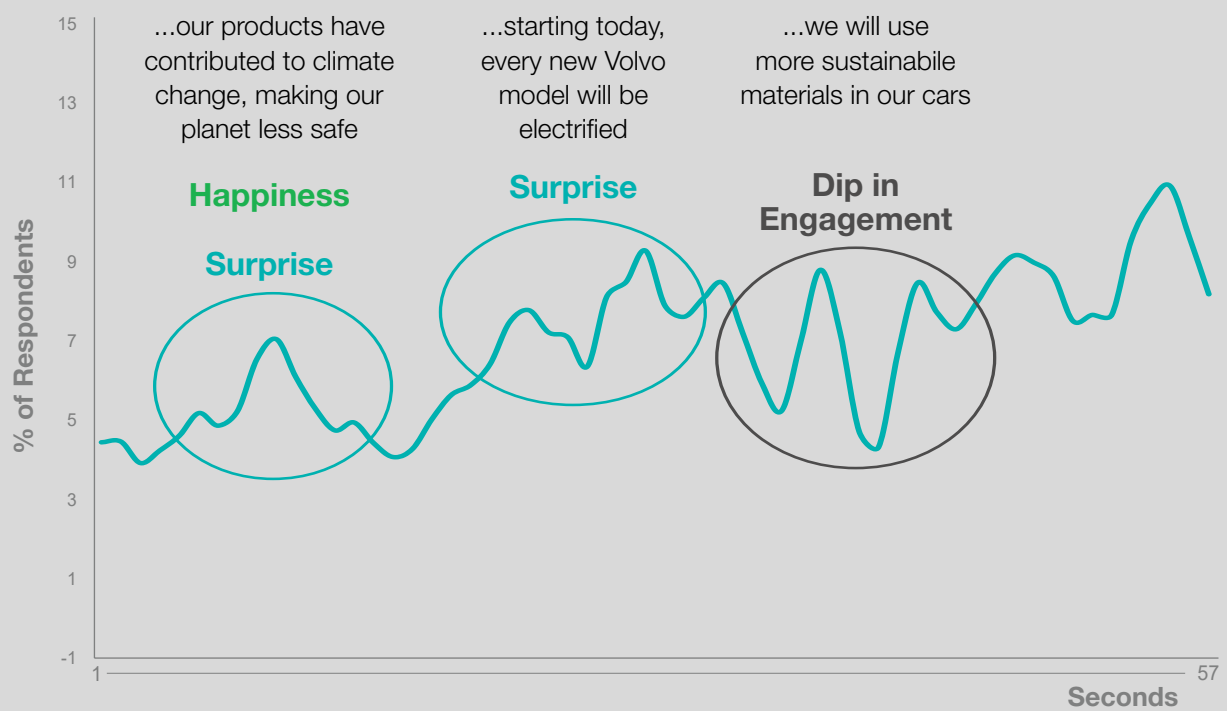 ...our products have
contributed to climate
change, making our
planet less safe
...starting today,
every new Volvo
model will be
electrified
...we will use
more sustainabile
materials in our cars
Happiness
Surprise
Surprise
Dip in
Engagement
% of Respondents
15
13
11
9
7
5
3
1
-1
1
57
Seconds